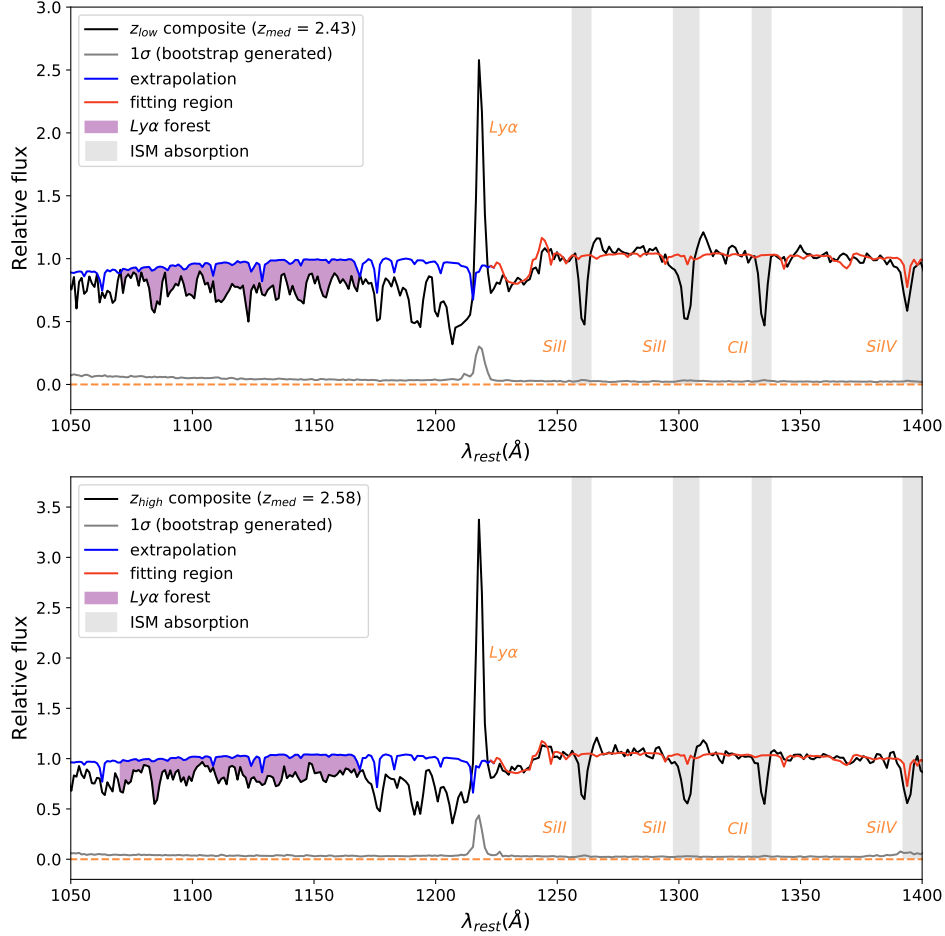 3.0
2.5
2.0
1.5
1.0
0.5
0.0
Relative flux
z_low composite (z_med = 2.43)
1σ (bootstrap generated)
extrapolation
fitting region
Lyα forest
ISM absorption
Lyα
SiII
SiII
CII
SiIV
1050
1100
1150
1200
1250
1300
1350
1400
λ_rest(Å)
3.5
3.0
2.5
2.0
1.5
1.0
0.5
0.0
Relative flux
z_high composite (z_med = 2.58)
1σ (bootstrap generated)
extrapolation
fitting region
Lyα forest
ISM absorption
Lyα
SiII
SiII
CII
SiIV
1050
1100
1150
1200
1250
1300
1350
1400
λ_rest(Å)